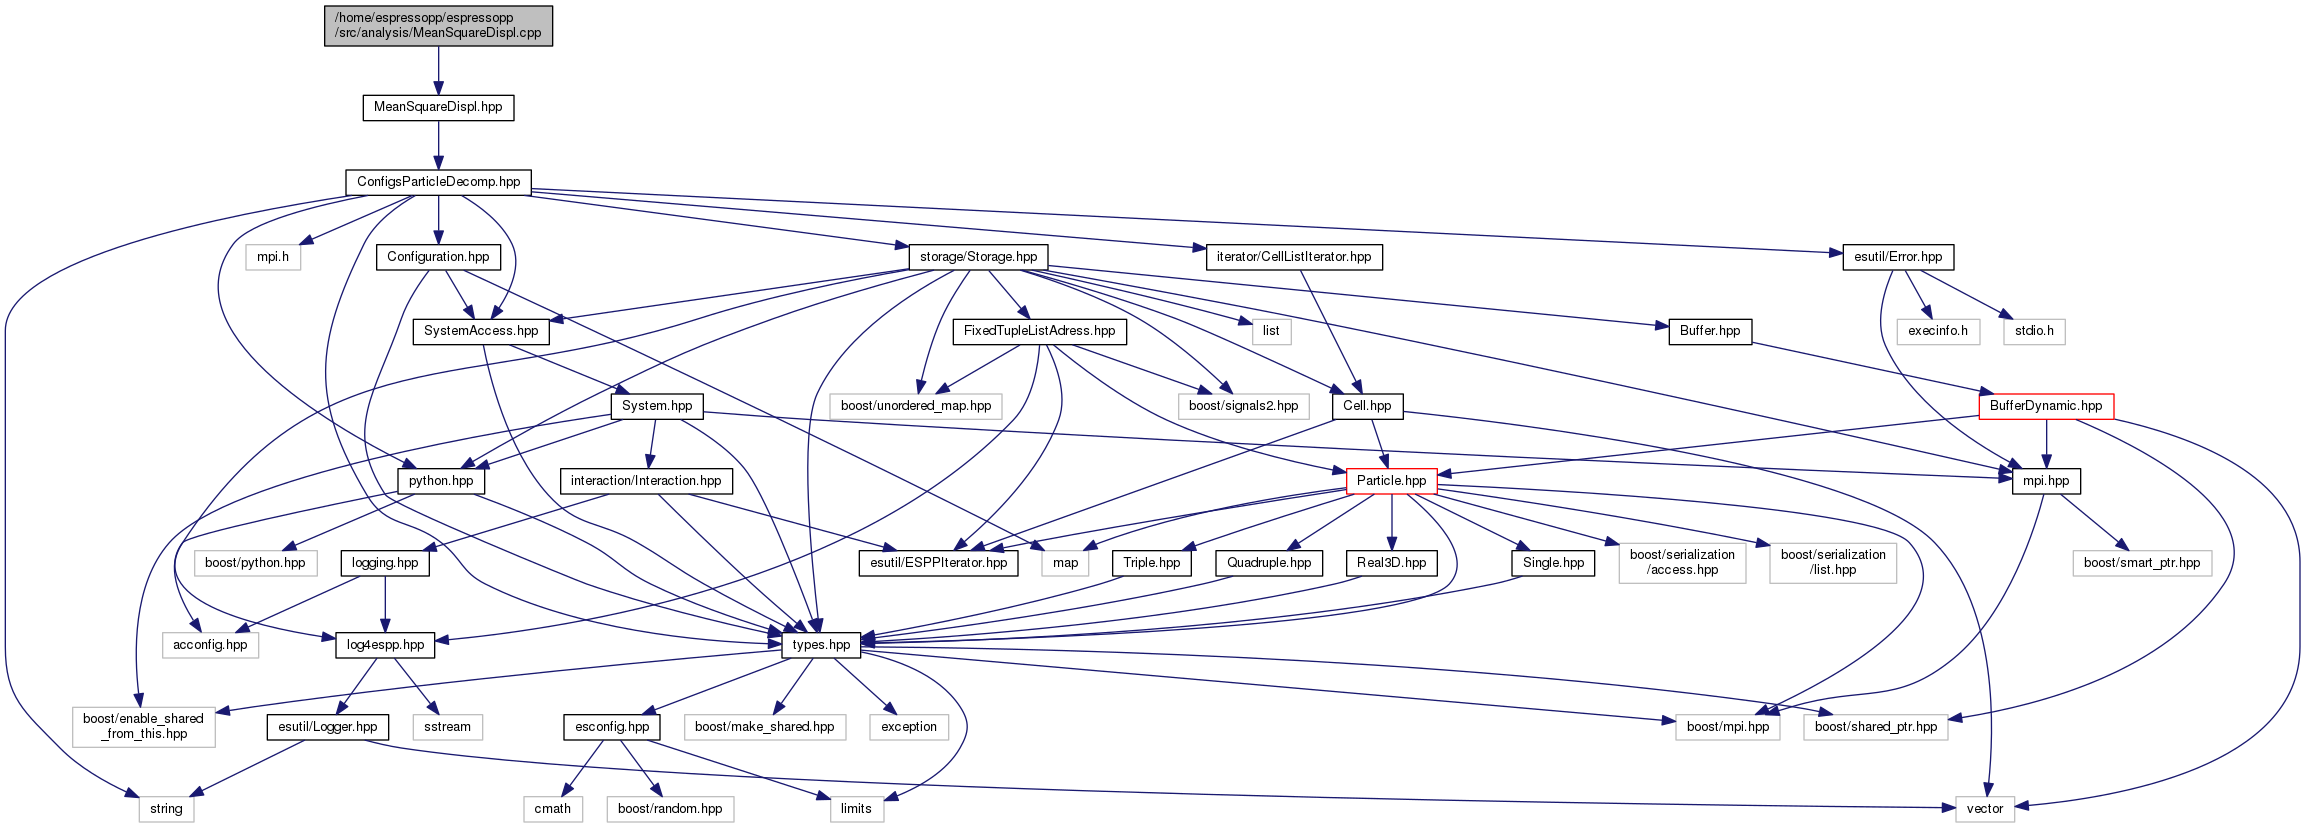 /home/espressopp/espressopp
/src/analysis/MeanSquareDispl.cpp
MeanSquareDispl.hpp
ConfigsParticleDecomp.hpp
mpi.h
Configuration.hpp
storage/Storage.hpp
iterator/CellListIterator.hpp
esutil/Error.hpp
SystemAccess.hpp
FixedTupleListAdress.hpp
list
Buffer.hpp
execinfo.h
stdio.h
System.hpp
boost/unordered_map.hpp
boost/signals2.hpp
Cell.hpp
BufferDynamic.hpp
python.hpp
interaction/Interaction.hpp
Particle.hpp
mpi.hpp
boost/python.hpp
logging.hpp
esutil/ESPPIterator.hpp
map
Triple.hpp
Quadruple.hpp
Real3D.hpp
Single.hpp
boost/serialization
/access.hpp
boost/serialization
/list.hpp
boost/smart_ptr.hpp
acconfig.hpp
log4espp.hpp
types.hpp
boost/enable_shared
_from_this.hpp
esutil/Logger.hpp
sstream
esconfig.hpp
boost/make_shared.hpp
exception
boost/mpi.hpp
boost/shared_ptr.hpp
string
cmath
boost/random.hpp
limits
vector